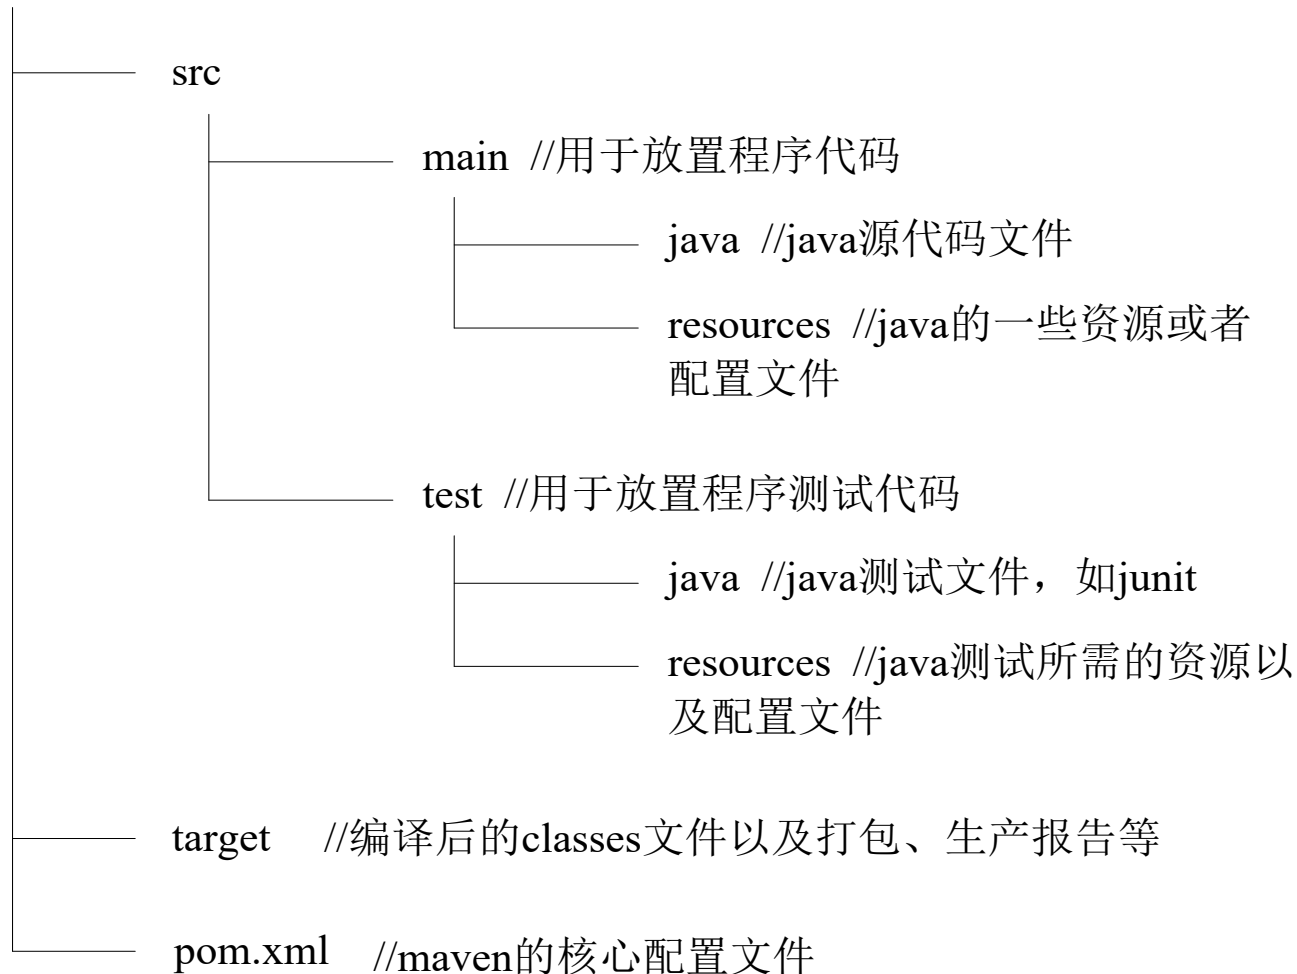 src
main //用于放置程序代码
java //java源代码文件
resources //java的一些资源或者
配置文件
test //用于放置程序测试代码
java //java测试文件，如junit
resources //java测试所需的资源以
及配置文件
target //编译后的classes文件以及打包、生产报告等
pom.xml //maven的核心配置文件